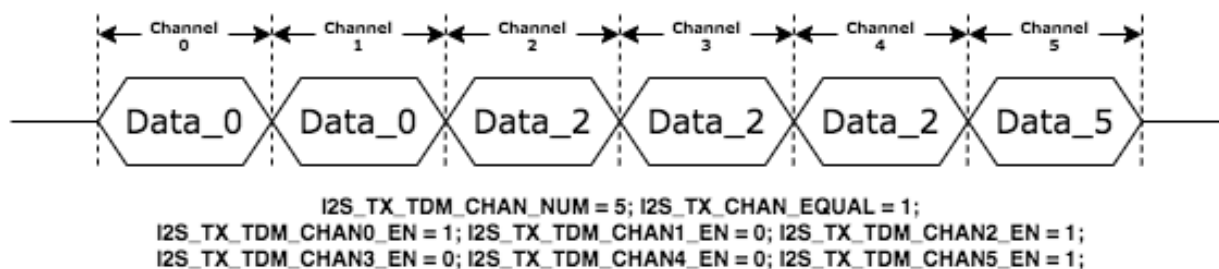 Channel 0 Channel 1 Channel 2 Channel 3 Channel 4 Channel 5
Data_0 Data_0 Data_2 Data_2 Data_2 Data_5
I2S_TX_TDM_CHAN_NUM = 5; I2S_TX_CHAN_EQUAL = 1;
I2S_TX_TDM_CHAN0_EN = 1; I2S_TX_TDM_CHAN1_EN = 0; I2S_TX_TDM_CHAN2_EN = 1;
I2S_TX_TDM_CHAN3_EN = 0; I2S_TX_TDM_CHAN4_EN = 0; I2S_TX_TDM_CHAN5_EN = 1;